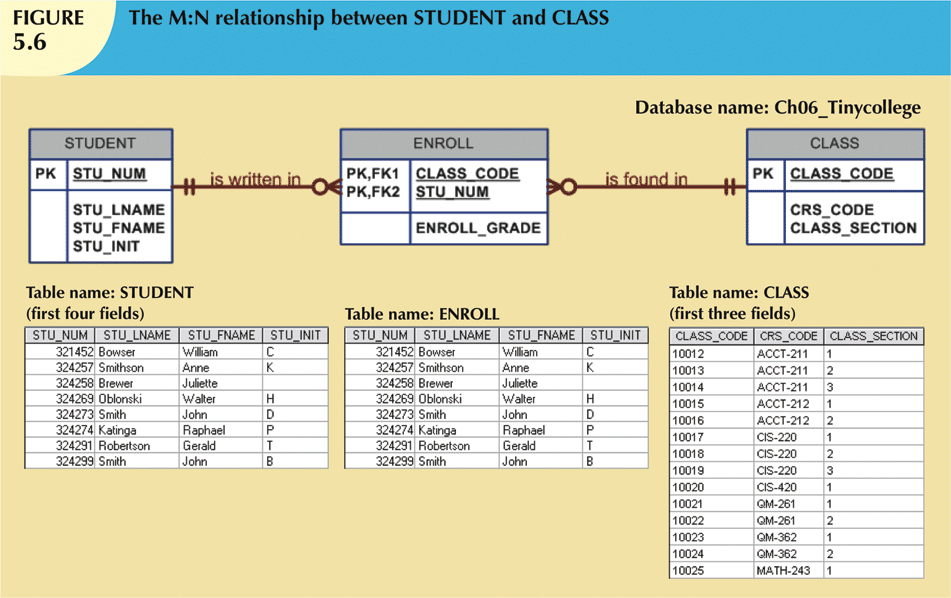 FIGURE
5.6
The M:N relationship between STUDENT and CLASS
Database name: Ch06_Tinycollege
STUDENT
PK STU_NUM
STU_LNAME
STU_FNAME
STU_INIT
is written in
ENROLL
PK,FK1 CLASS_CODE
PK,FK2 STU_NUM
ENROLL_GRADE
is found in
CLASS
PK CLASS_CODE
CRS_CODE
CLASS_SECTION
Table name: STUDENT
(first four fields)
STU_NUM STU_LNAME STU_FNAME STU_INIT
321452 Bowser William C
324257 Smithson Anne K
324258 Brewer Juliette
324269 Oblonski Walter H
324273 Smith John D
324274 Katinga Raphael P
324291 Robertson Gerald T
324299 Smith John B
Table name: ENROLL
STU_NUM STU_LNAME STU_FNAME STU_INIT
321452 Bowser William C
324257 Smithson Anne K
324258 Brewer Juliette
324269 Oblonski Walter H
324273 Smith John D
324274 Katinga Raphael P
324291 Robertson Gerald T
324299 Smith John B
Table name: CLASS
(first three fields)
CLASS_CODE CRS_CODE CLASS_SECTION
10012 ACCT-211 1
10013 ACCT-211 2
10014 ACCT-211 3
10015 ACCT-212 1
10016 ACCT-212 2
10017 CIS-220 1
10018 CIS-220 2
10019 CIS-220 3
10020 CIS-420 1
10021 QM-261 1
10022 QM-261 2
10023 QM-362 1
10024 QM-362 2
10025 MATH-243 1